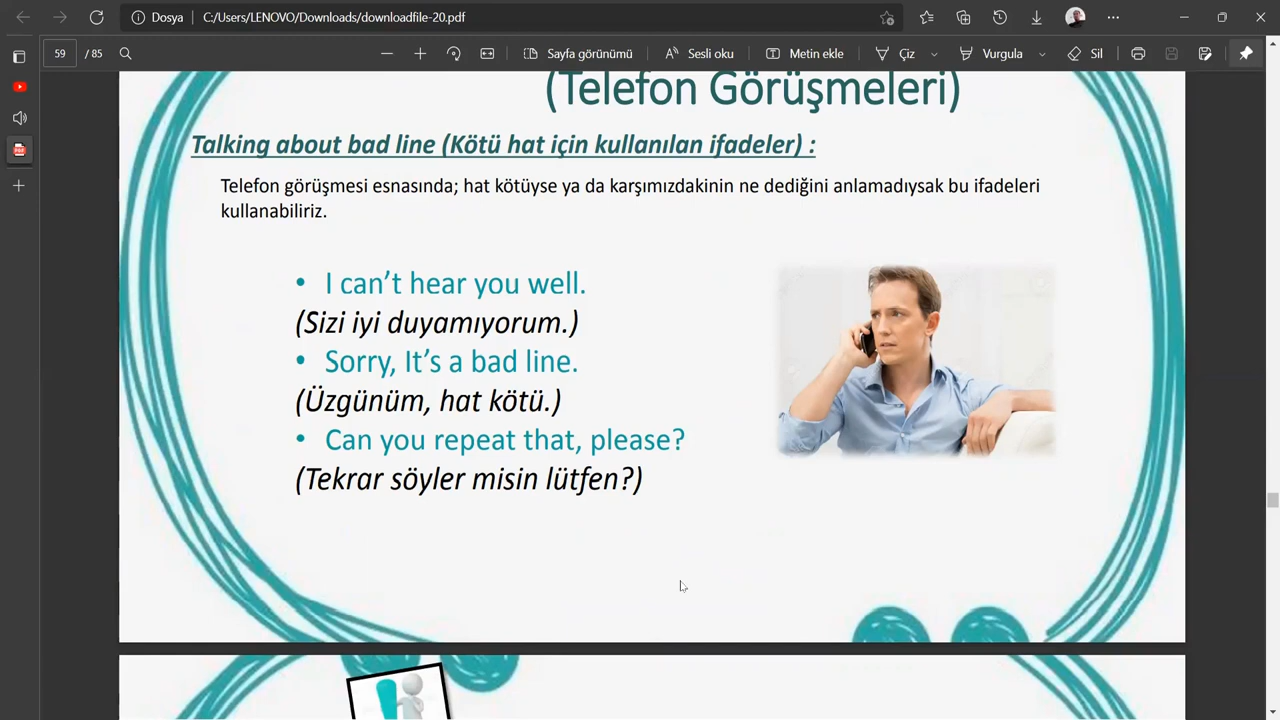 Dosya
C:/Users/LENOVO/Downloads/downloadfile-20.pdf
59 / 85
Sayfa görünümü
Sesli oku
Metin ekle
Çiz
Vurgula
Sil
(Telefon Görüşmeleri)
Talking about bad line (Kötü hat için kullanılan ifadeler) :
Telefon görüşmesi esnasında; hat kötüyse ya da karşımızdakinin ne dediğini anlamadıysak bu ifadeleri
kullanabiliriz.
• I can’t hear you well.
(Sizi iyi duyamıyorum.)
• Sorry, It’s a bad line.
(Üzgünüm, hat kötü.)
• Can you repeat that, please?
(Tekrar söyler misin lütfen?)